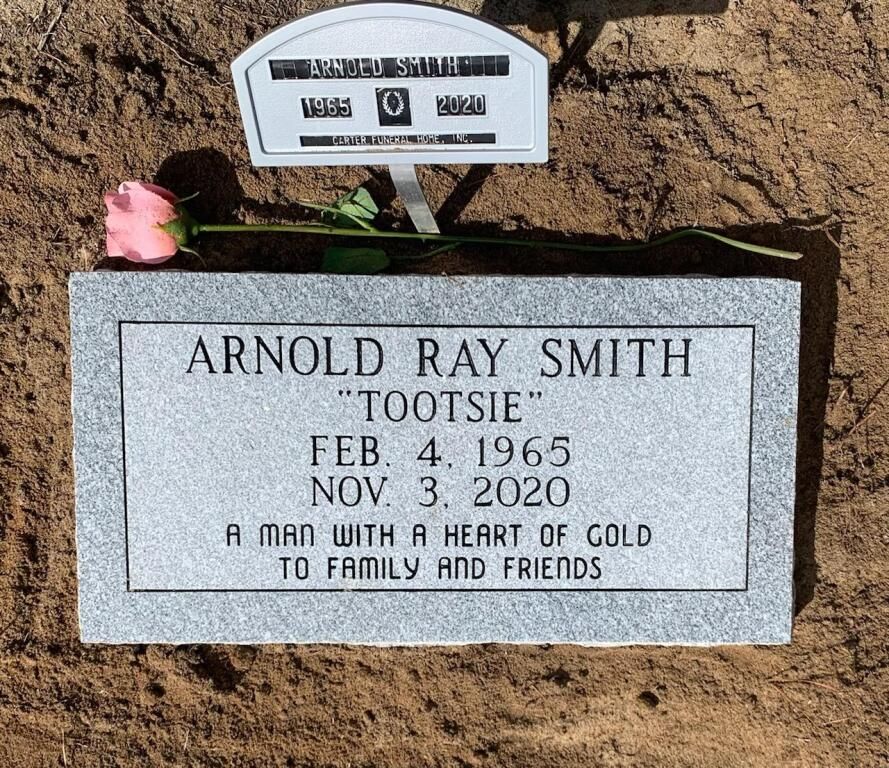 ARNOLD SMITH
1965 2020
CARTER FUNERAL HOME, INC.
ARNOLD RAY SMITH
"TOOTSIE"
FEB. 4, 1965
NOV. 3, 2020
A MAN WITH A HEART OF GOLD
TO FAMILY AND FRIENDS